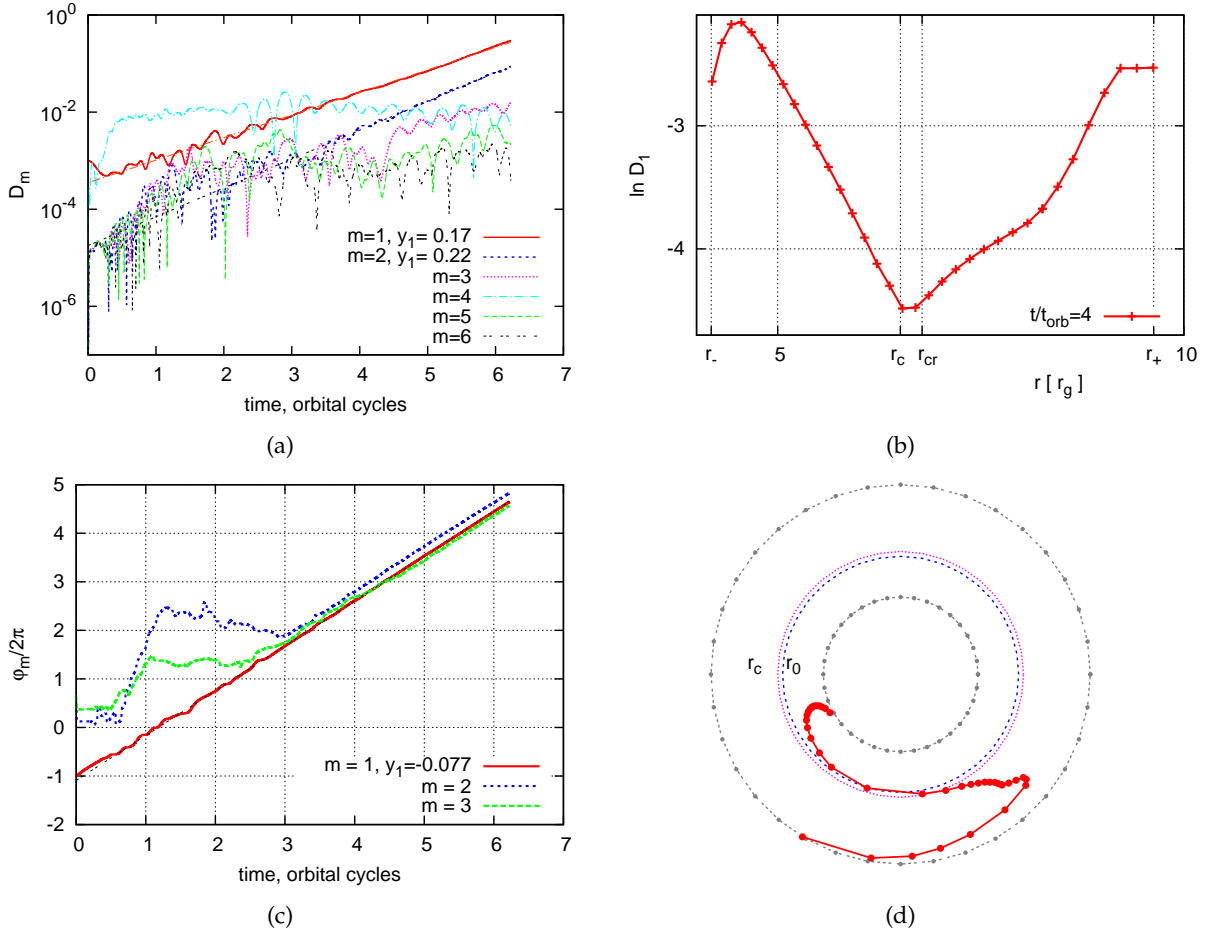 10^0
10^-2
10^-4
10^-6
D_m
m=1, y_1= 0.17
m=2, y_1= 0.22
m=3
m=4
m=5
m=6
0 1 2 3 4 5 6 7
time, orbital cycles
(a)
-3
-4
ln D_1
t/t_orb=4
r_- 5 r_c r_cr r_+ 10
r [ r_g ]
(b)
5
4
3
2
1
0
-1
-2
φ_m/2π
m = 1, y_1=-0.077
m = 2
m = 3
0 1 2 3 4 5 6 7
time, orbital cycles
(c)
r_c r_0
(d)